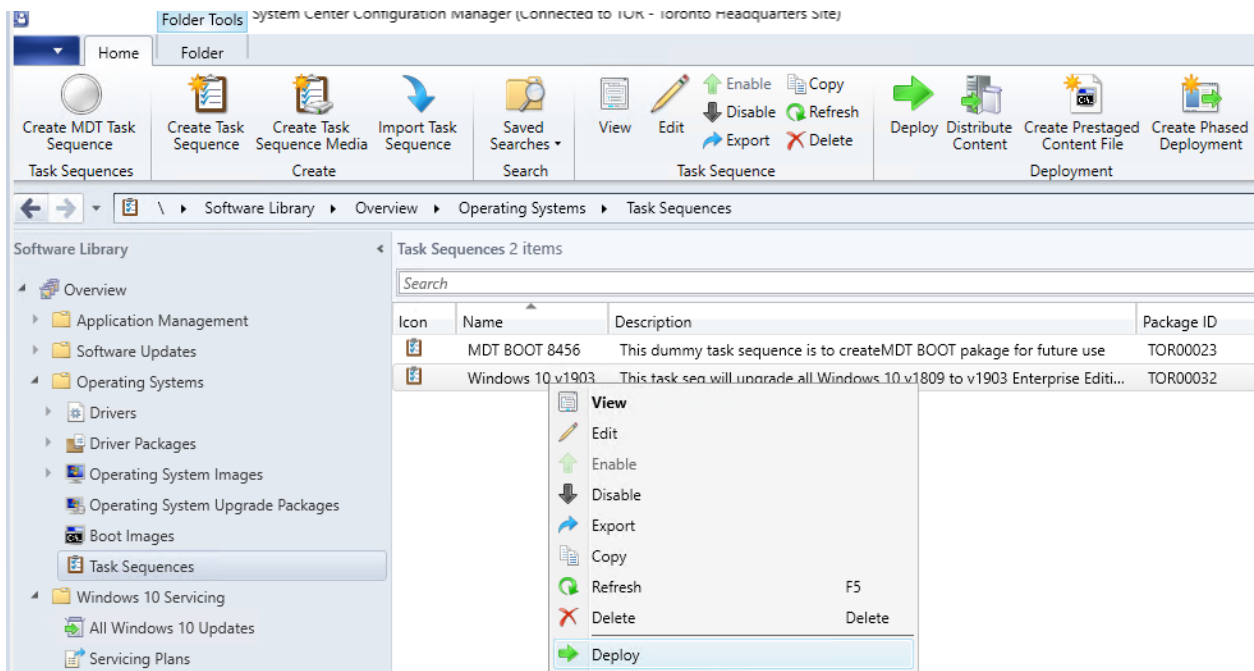 Folder Tools System Center Configuration Manager (Connected to TOR - Toronto Headquarters Site)
Home Folder
Create MDT Task Sequence
Create Task Sequence
Create Task Sequence Media
Import Task Sequence
Saved Searches
View
Edit
Enable
Disable
Export
Copy
Refresh
Delete
Deploy
Distribute Content
Create Prestaged Content File
Create Phased Deployment
Task Sequences Create Search Task Sequence Deployment
\ Software Library Overview Operating Systems Task Sequences
Software Library
Overview
Application Management
Software Updates
Operating Systems
Drivers
Driver Packages
Operating System Images
Operating System Upgrade Packages
Boot Images
Task Sequences
Windows 10 Servicing
All Windows 10 Updates
Servicing Plans
Task Sequences 2 items
Search
Icon Name Description Package ID
MDT BOOT 8456 This dummy task sequence is to createMDT BOOT pakage for future use TOR00023
Windows 10 v1903 This task seq will upgrade all Windows 10 v1809 to v1903 Enterprise Editi... TOR00032
View
Edit
Enable
Disable
Export
Copy
Refresh F5
Delete Delete
Deploy